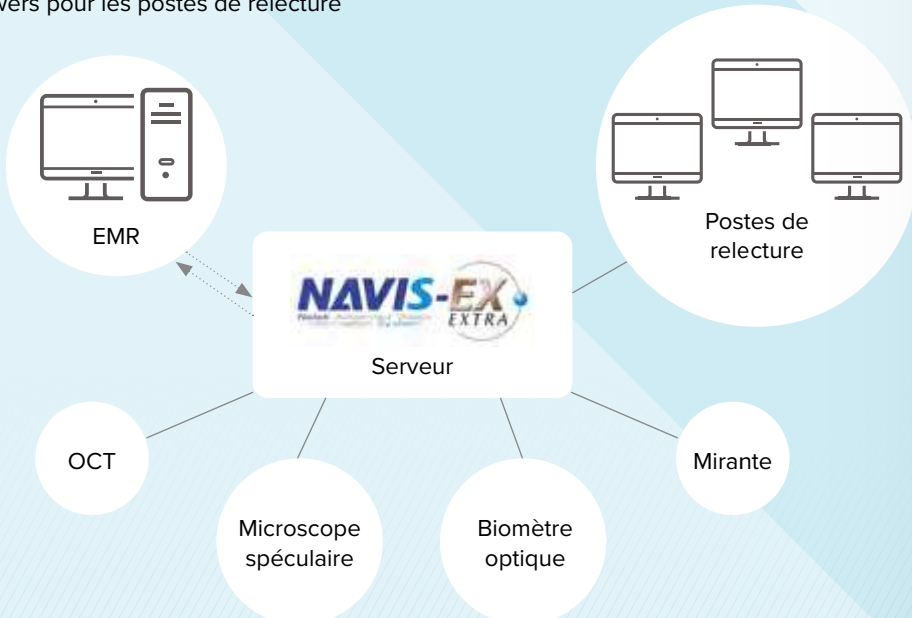 wers pour les postes de relecture
EMR
Postes de
relecture
NAVIS-EX
EXTRA
Serveur
OCT
Mirante
Microscope
spéculaire
Biomètre
optique